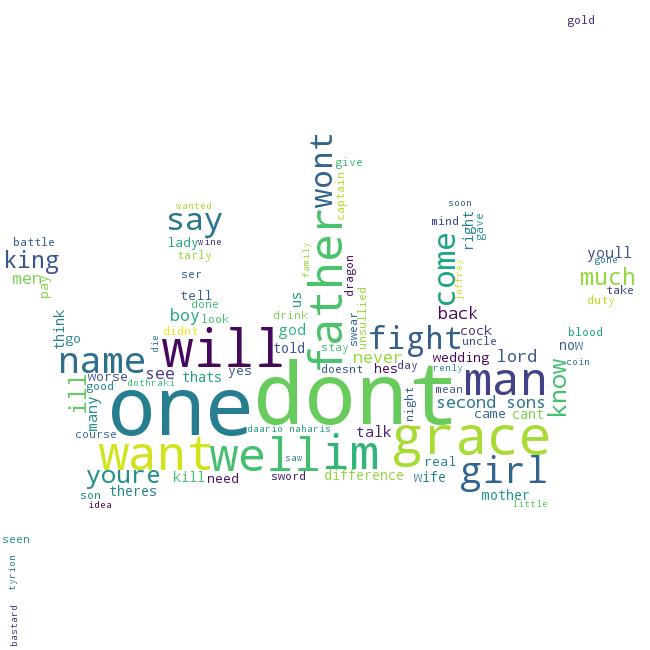 gold
wont
give
captain
wanted
say
soon
mind
right
gave
lady
wine
tarly
battle
king
men
pay
ser
tell
done
boy
look
didnt
father
family
dragon
us
drink
god
stay
unsullied
swear
come
joffrey
back
youll
gone
much
take
duty
think
go
die
will
told
doesnt
fight
cock
uncle
never
hes
day
wedding
renly
lord
now
blood
coin
name
worse
good
dothraki
thats
see
yes
ill
many
course
one
dont
daario naharis
night
man
mean
second sons
came
cant
know
want
well
im
saw
talk
grace
girl
youre
theres
kill
need
sword
difference
real
wife
mother
little
son
idea
seen
tyrion
bastard